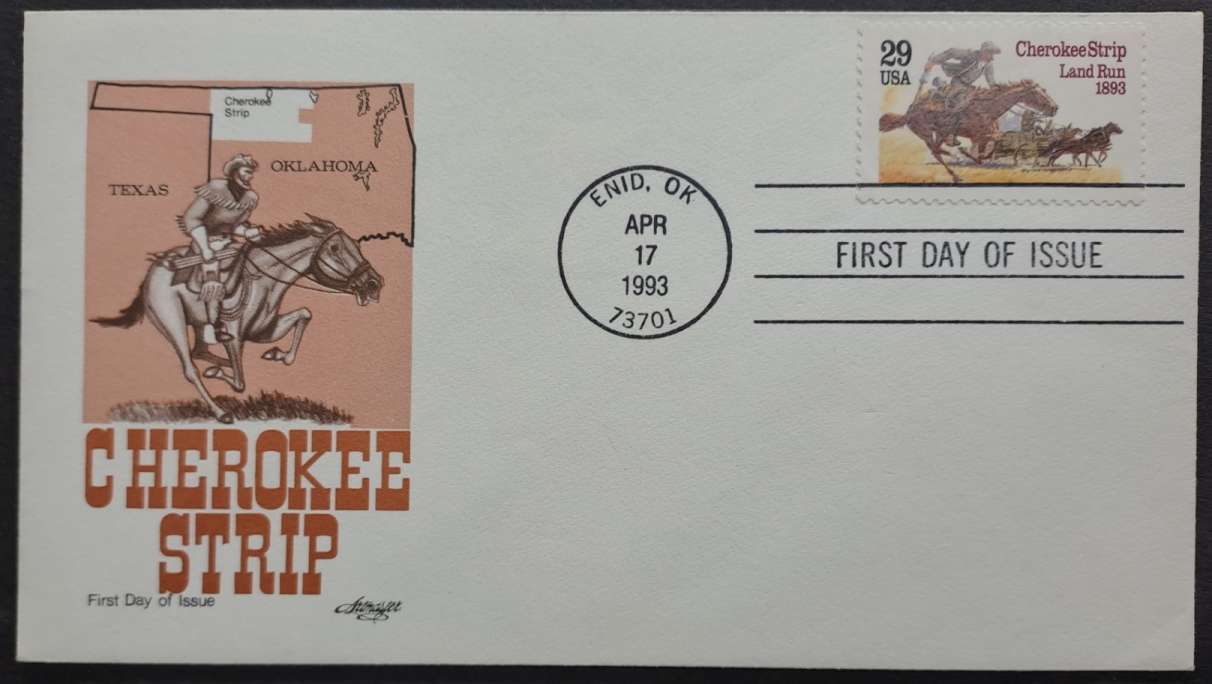 29
USA
Cherokee Strip
Land Run
1893
Cherokee
Strip
OKLAHOMA
TEXAS
ENID, OK
APR
17
1993
73701
FIRST DAY OF ISSUE
CHEROKEE
STRIP
First Day of Issue
Artmaster